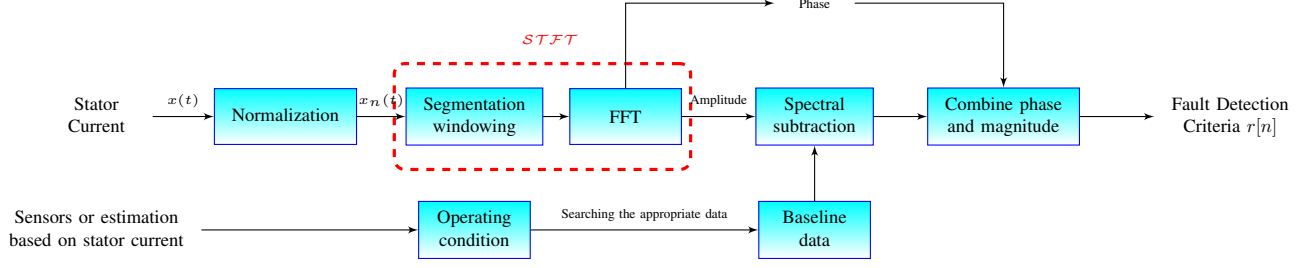 Phase
𝒮𝒯ℱ𝒯
Stator
Current
x(t)
Normalization
x_n(t)
Segmentation
windowing
FFT
Amplitude
Spectral
subtraction
Combine phase
and magnitude
Fault Detection
Criteria r[n]
Sensors or estimation
based on stator current
Operating
condition
Searching the appropriate data
Baseline
data